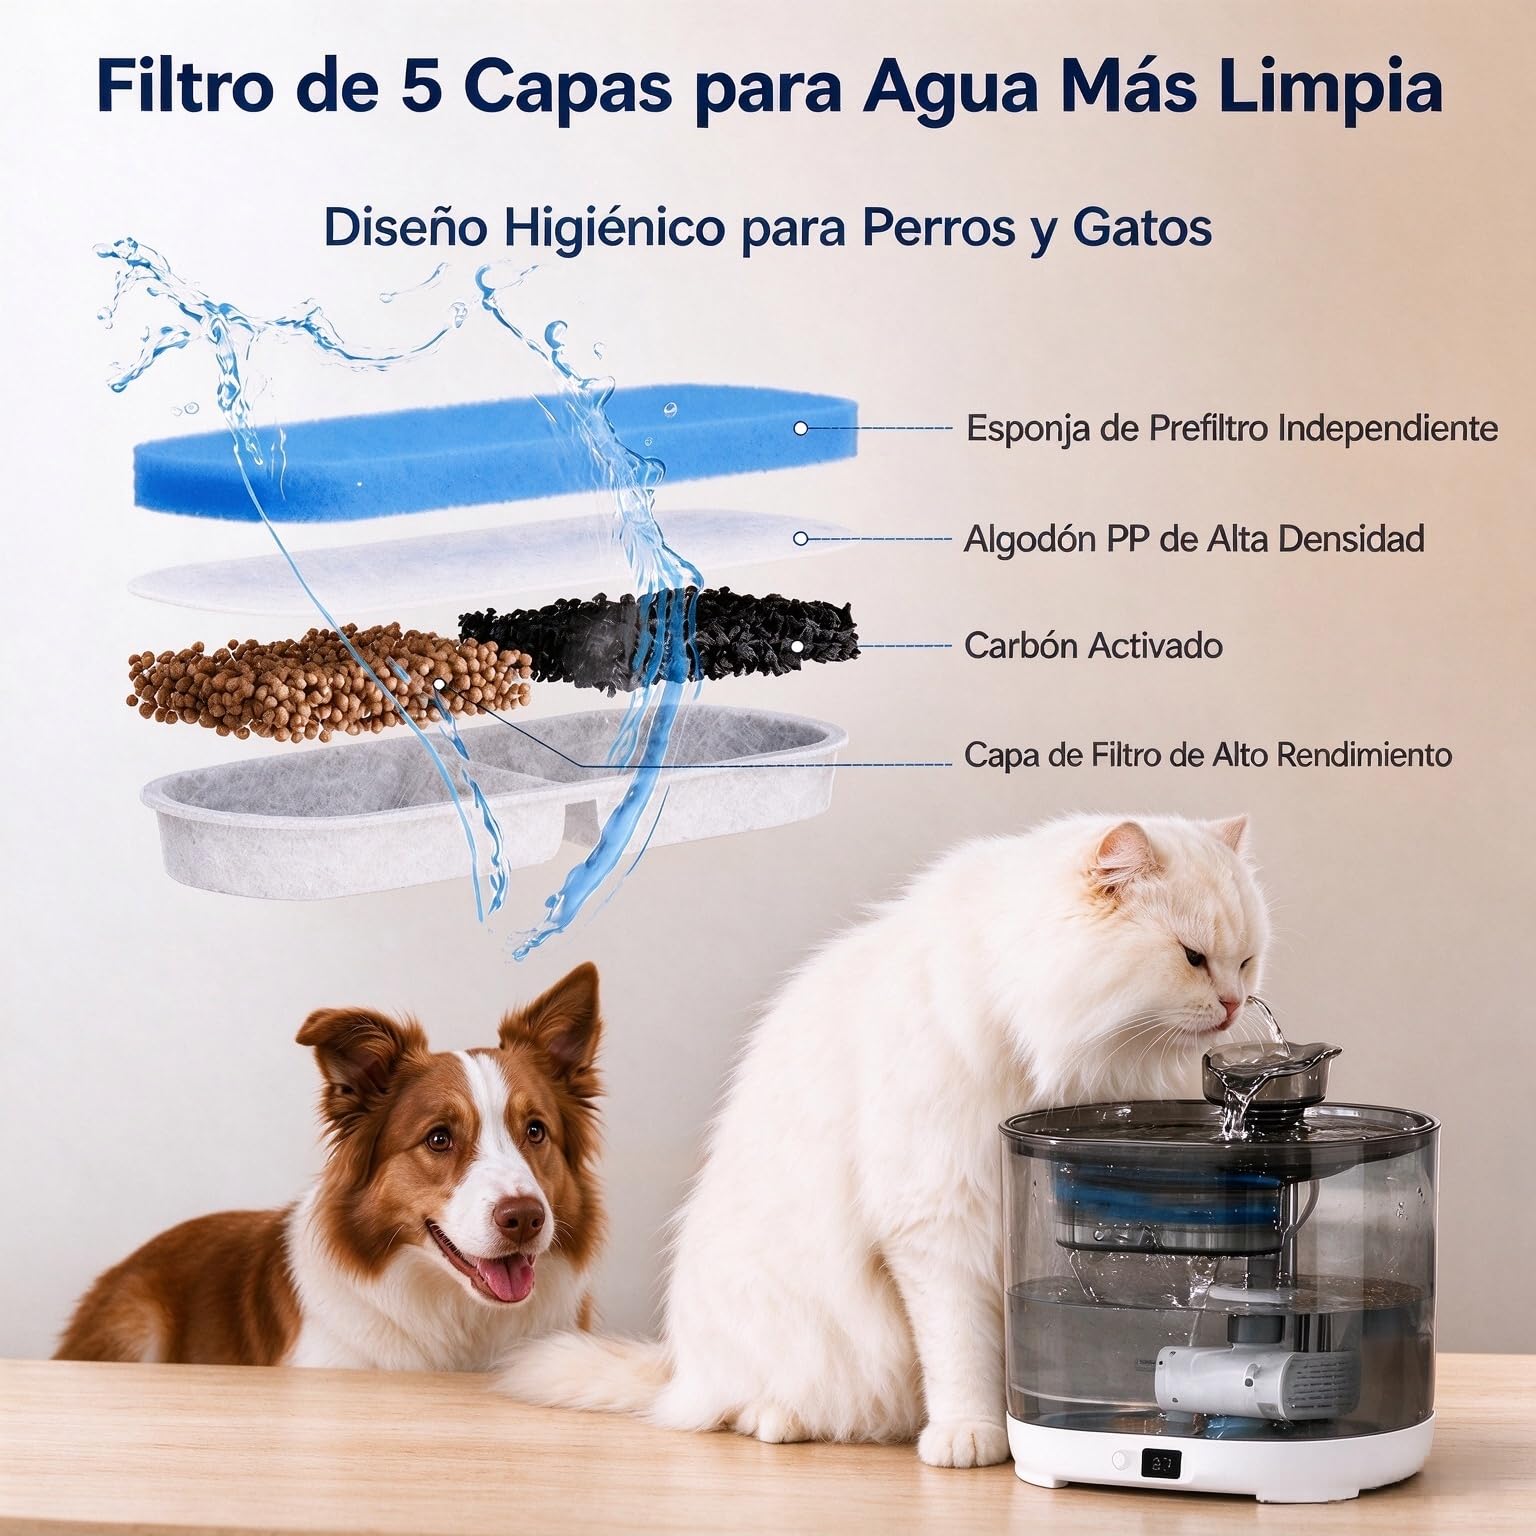 Filtro de 5 Capas para Agua Más Limpia
Diseño Higiénico para Perros y Gatos
Esponja de Prefiltro Independiente
Algodón PP de Alta Densidad
Carbón Activado
Capa de Filtro de Alto Rendimiento